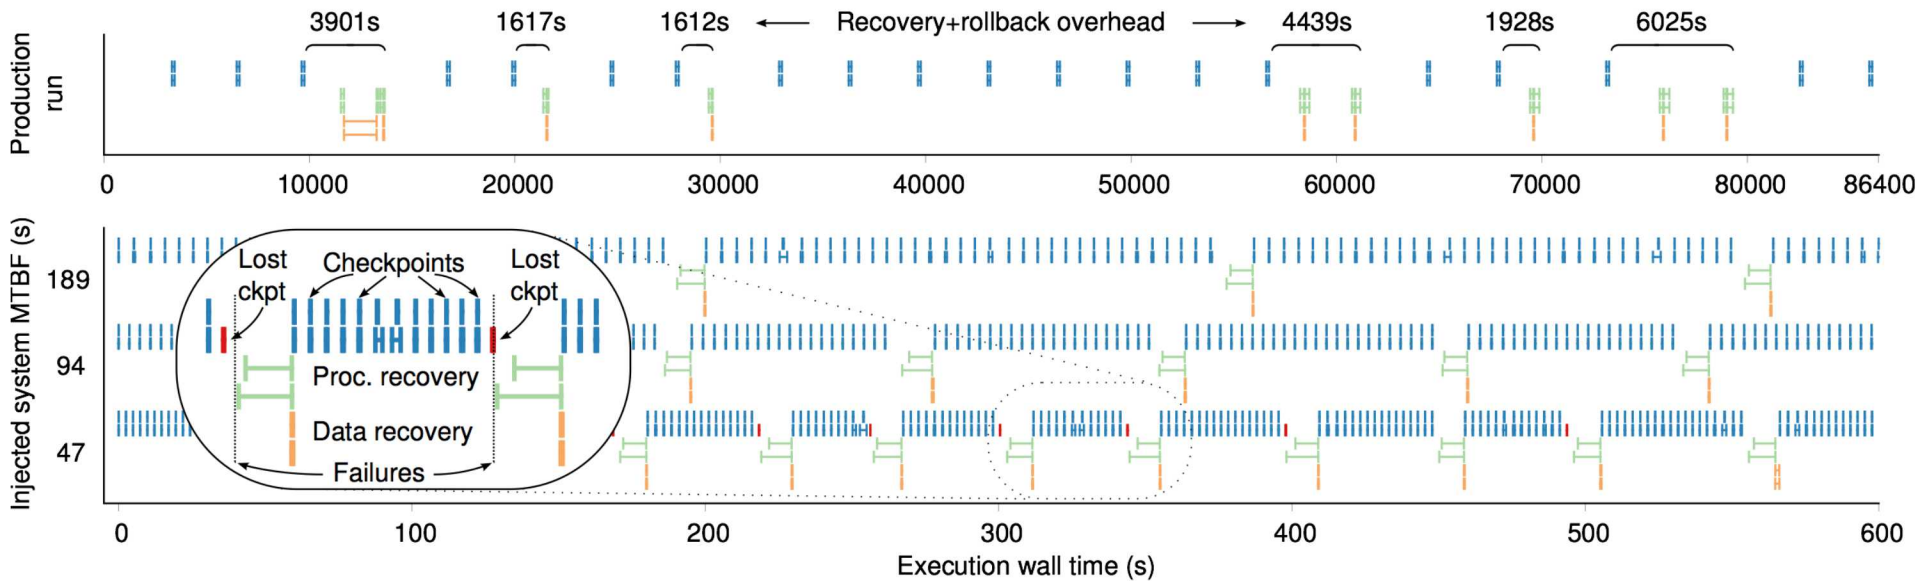 3901s 1617s 1612s Recovery+rollback overhead 4439s 1928s 6025s
Production
run
0 10000 20000 30000 40000 50000 60000 70000 80000 86400
Injected system MTBF (s)
189
94
47
Lost
ckpt
Checkpoints
Lost
ckpt
Proc. recovery
Data recovery
Failures
0 100 200 300 400 500 600
Execution wall time (s)